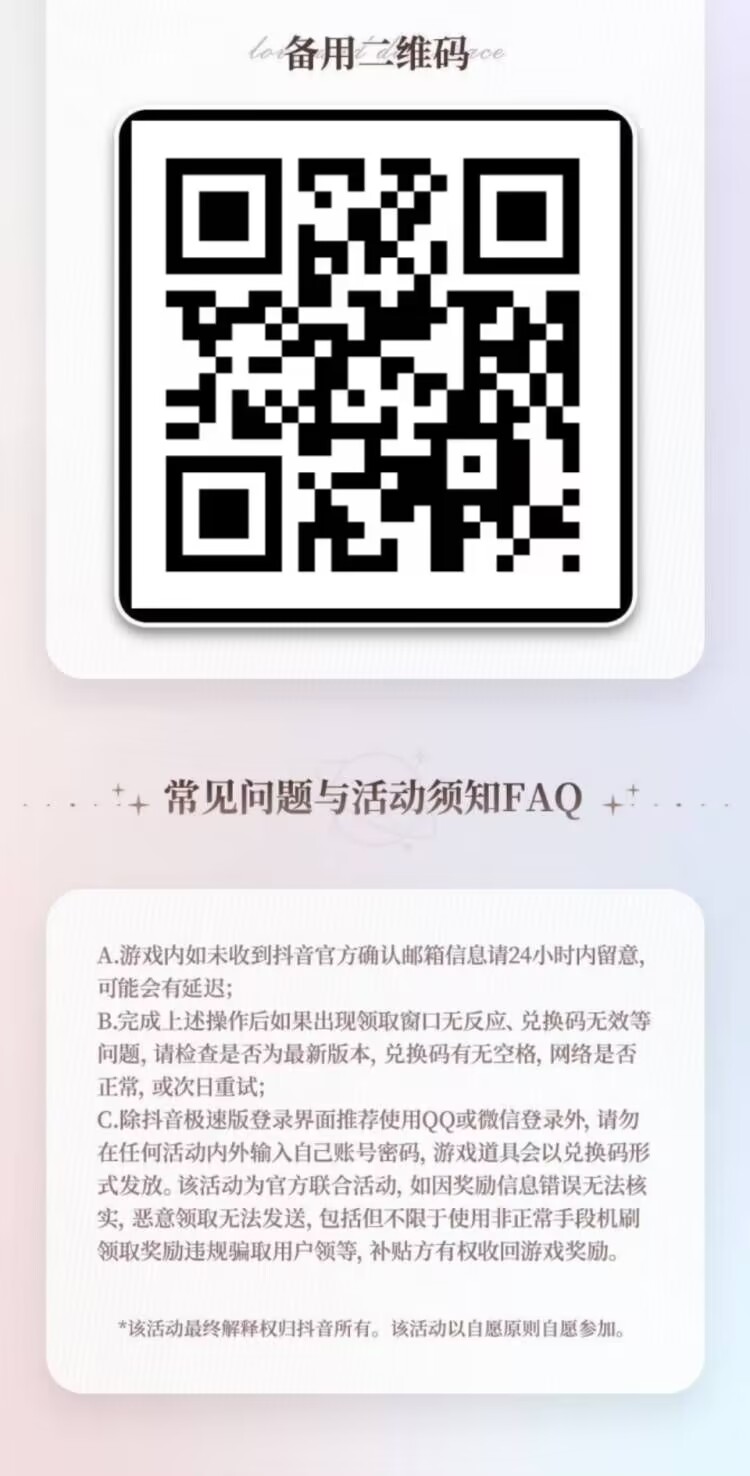 备用二维码
常见问题与活动须知FAQ
A.游戏内如未收到抖音官方确认邮箱信息请24小时内留意,
可能会有延迟;
B.完成上述操作后如果出现领取窗口无反应、兑换码无效等
问题, 请检查是否为最新版本, 兑换码有无空格, 网络是否
正常, 或次日重试;
C.除抖音极速版登录界面推荐使用QQ或微信登录外, 请勿
在任何活动内外输入自己账号密码, 游戏道具会以兑换码形
式发放。该活动为官方联合活动, 如因奖励信息错误无法核
实, 恶意领取无法发送, 包括但不限于使用非正常手段机刷
领取奖励违规骗取用户领等, 补贴方有权收回游戏奖励。
*该活动最终解释权归抖音所有。该活动以自愿原则自愿参加。